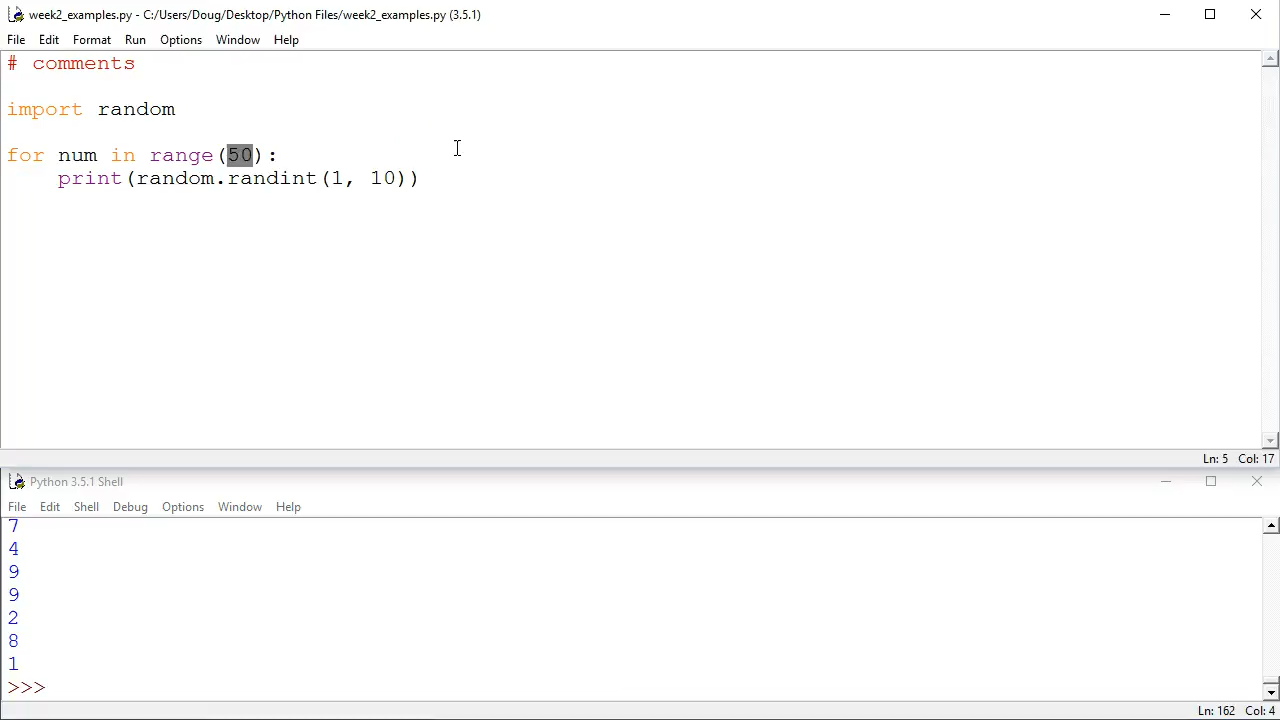 week2_examples.py - C:/Users/Doug/Desktop/Python Files/week2_examples.py (3.5.1)
File Edit Format Run Options Window Help
# comments
import random
for num in range(50):
    print(random.randint(1, 10))
Ln: 5 Col: 17
Python 3.5.1 Shell
File Edit Shell Debug Options Window Help
7
4
9
9
2
8
1
>>>
Ln: 162 Col: 4